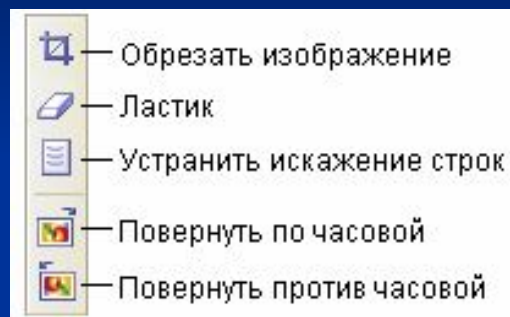 Обрезать изображение
Ластик
Устранить искажение строк
Повернуть по часовой
Повернуть против часовой